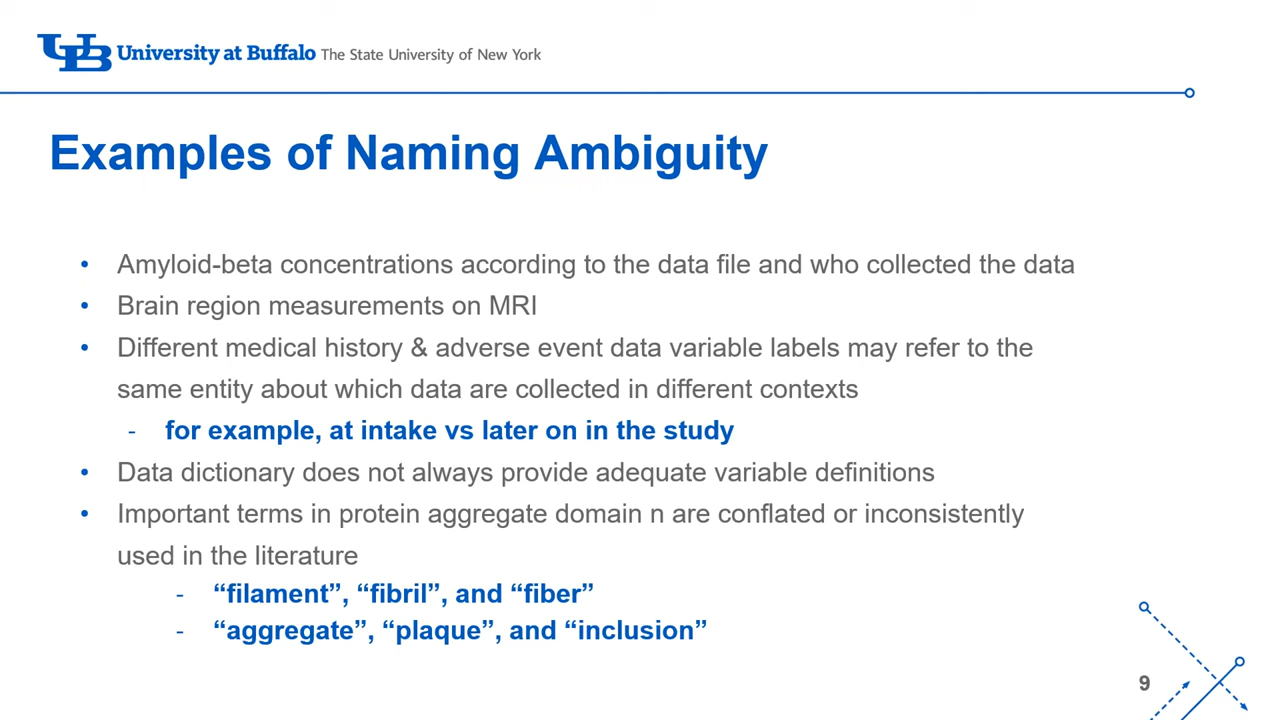 UB University at Buffalo The State University of New York
Examples of Naming Ambiguity
• Amyloid-beta concentrations according to the data file and who collected the data
• Brain region measurements on MRI
• Different medical history & adverse event data variable labels may refer to the
same entity about which data are collected in different contexts
- for example, at intake vs later on in the study
• Data dictionary does not always provide adequate variable definitions
• Important terms in protein aggregate domain n are conflated or inconsistently
used in the literature
- “filament”, “fibril”, and “fiber”
- “aggregate”, “plaque”, and “inclusion”
9